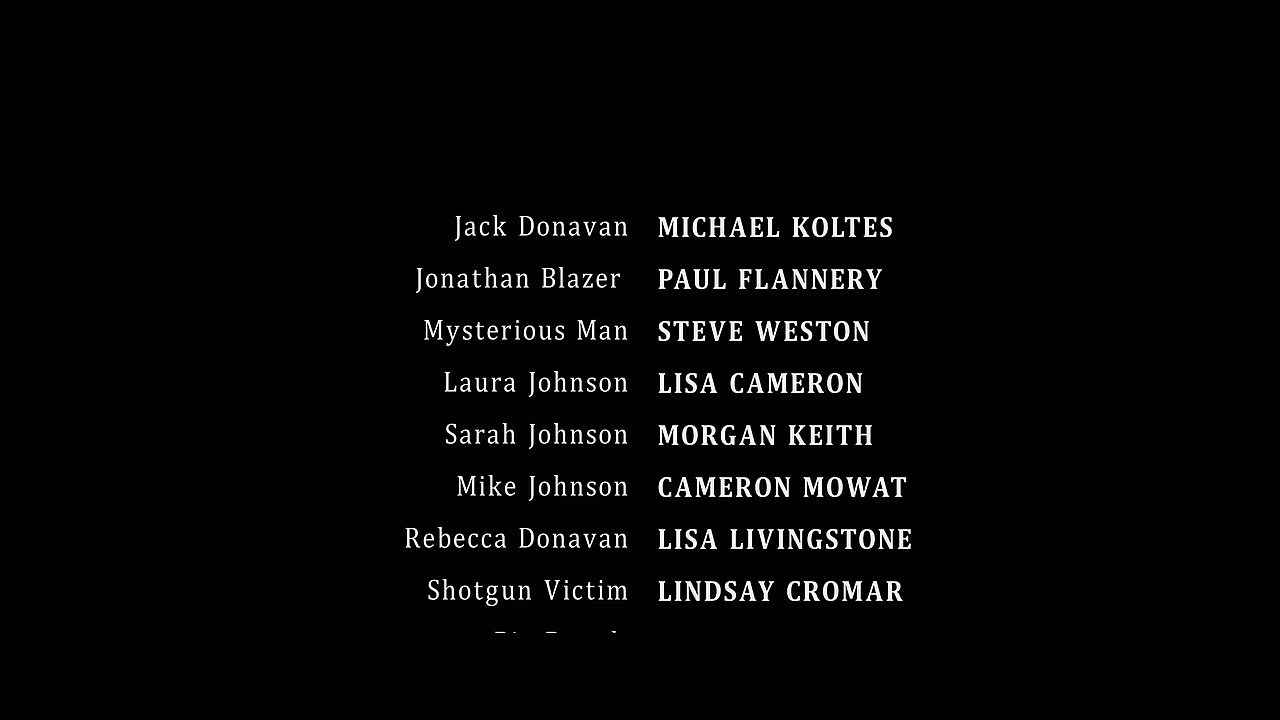 Jack Donavan MICHAEL KOLTES
Jonathan Blazer PAUL FLANNERY
Mysterious Man STEVE WESTON
Laura Johnson LISA CAMERON
Sarah Johnson MORGAN KEITH
Mike Johnson CAMERON MOWAT
Rebecca Donavan LISA LIVINGSTONE
Shotgun Victim LINDSAY CROMAR